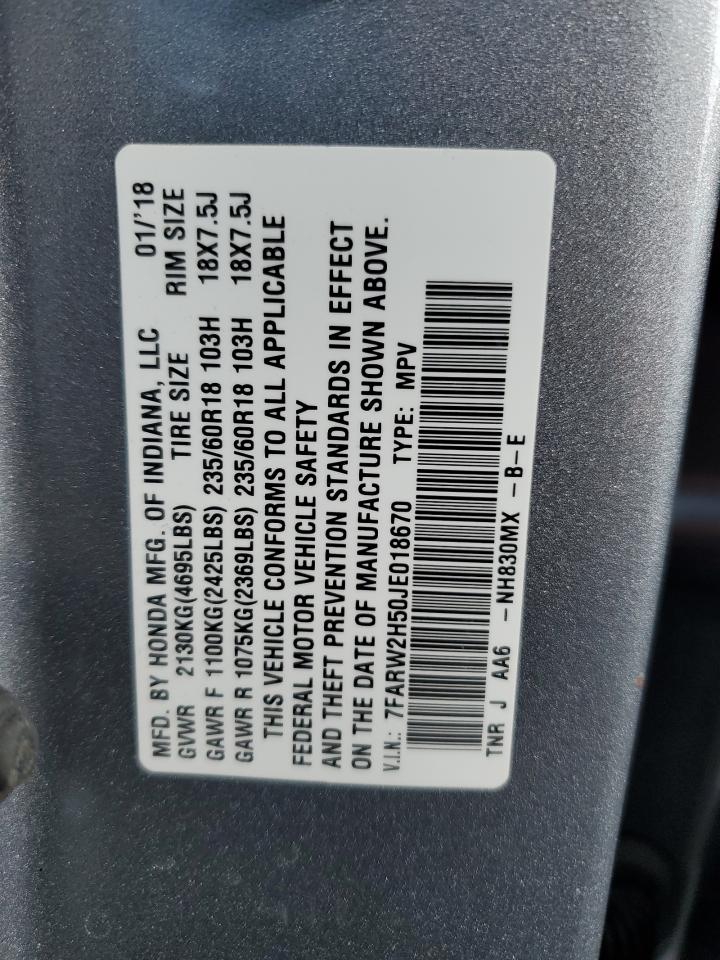 MFD. BY HONDA MFG. OF INDIANA, LLC 01/'18
GVWR 2130KG(4695LBS) TIRE SIZE RIM SIZE
GAWR F 1100KG(2425LBS) 235/60R18 103H 18X7.5J
GAWR R 1075KG(2369LBS) 235/60R18 103H 18X7.5J
THIS VEHICLE CONFORMS TO ALL APPLICABLE
FEDERAL MOTOR VEHICLE SAFETY
AND THEFT PREVENTION STANDARDS IN EFFECT
ON THE DATE OF MANUFACTURE SHOWN ABOVE.
V.I.N.: 7FARW2H50JE018670 TYPE: MPV
TNR J AA6 -NH830MX -B-E